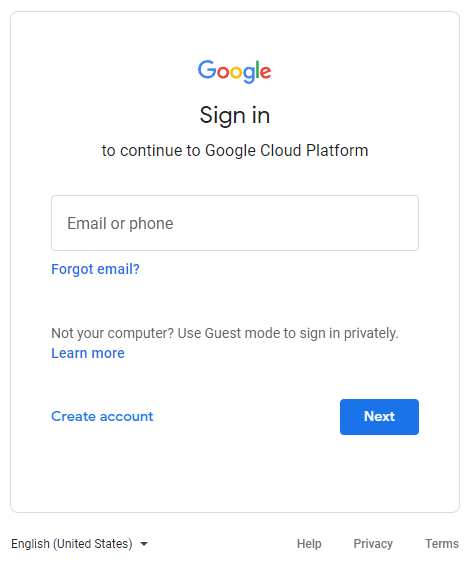 Google
Sign in
to continue to Google Cloud Platform
Email or phone
Forgot email?
Not your computer? Use Guest mode to sign in privately.
Learn more
Create account
Next
English (United States)
Help
Privacy
Terms